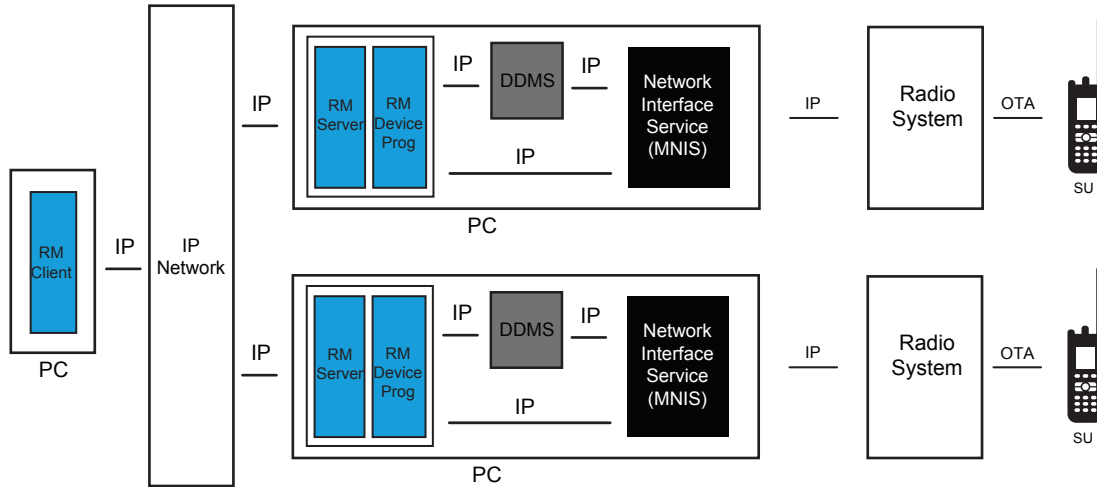 RM
Client
PC
IP
IP
Network
IP
RM
Server
RM
Device
Prog
IP
DDMS
IP
IP
Network
Interface
Service
(MNIS)
PC
IP
Radio
System
OTA
SU
IP
RM
Server
RM
Device
Prog
IP
DDMS
IP
IP
Network
Interface
Service
(MNIS)
PC
IP
Radio
System
OTA
SU